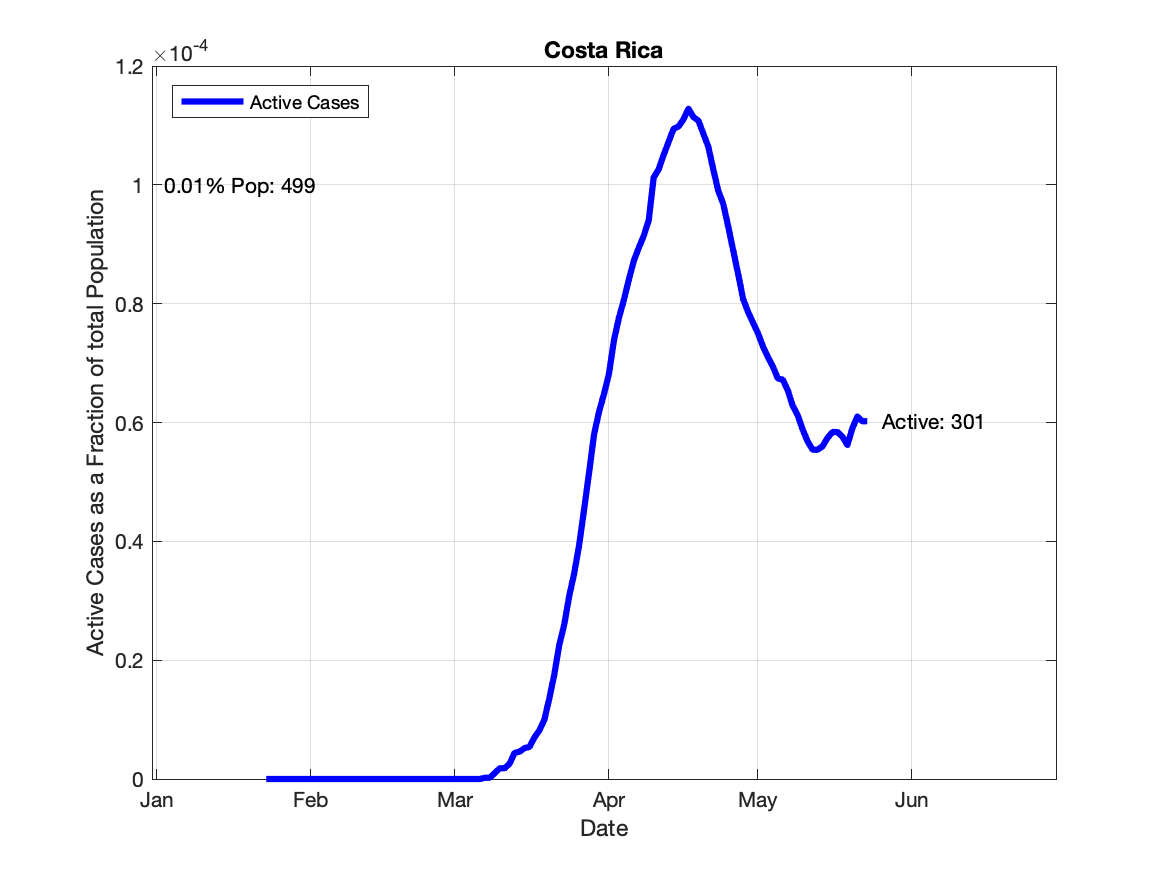 Costa Rica
×10-4
1.2
1
0.8
0.6
0.4
0.2
0
Active Cases
0.01% Pop: 499
Active: 301
Active Cases as a Fraction of total Population
Jan Feb Mar Apr May Jun
Date